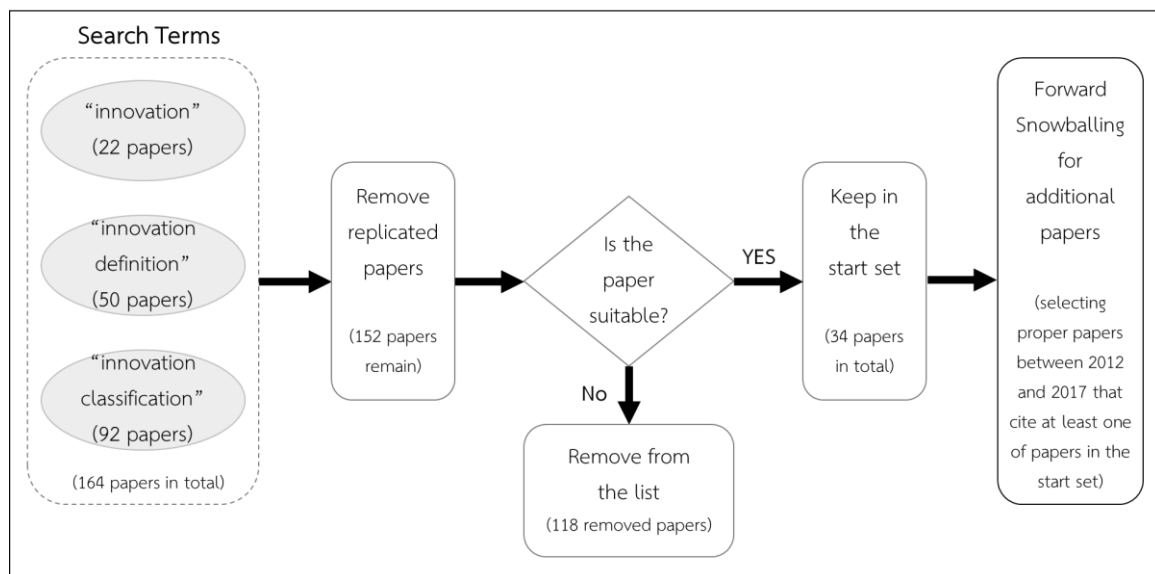 Search Terms
“innovation”
(22 papers)
“innovation
definition”
(50 papers)
“innovation
classification”
(92 papers)
(164 papers in total)
Remove
replicated
papers
(152 papers
remain)
Is the
paper
suitable?
YES
No
Keep in
the
start set
(34 papers
in total)
Remove from
the list
(118 removed papers)
Forward
Snowballing
for
additional
papers
(selecting
proper papers
between 2012
and 2017 that
cite at least one
of papers in the
start set)